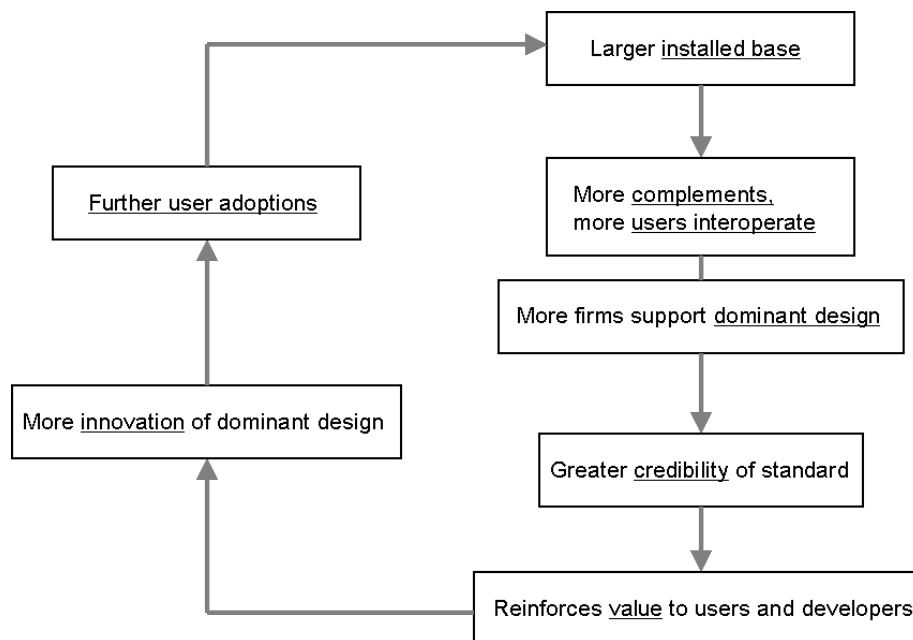 Larger installed base
More complements,
more users interoperate
More firms support dominant design
Greater credibility of standard
Reinforces value to users and developers
More innovation of dominant design
Further user adoptions